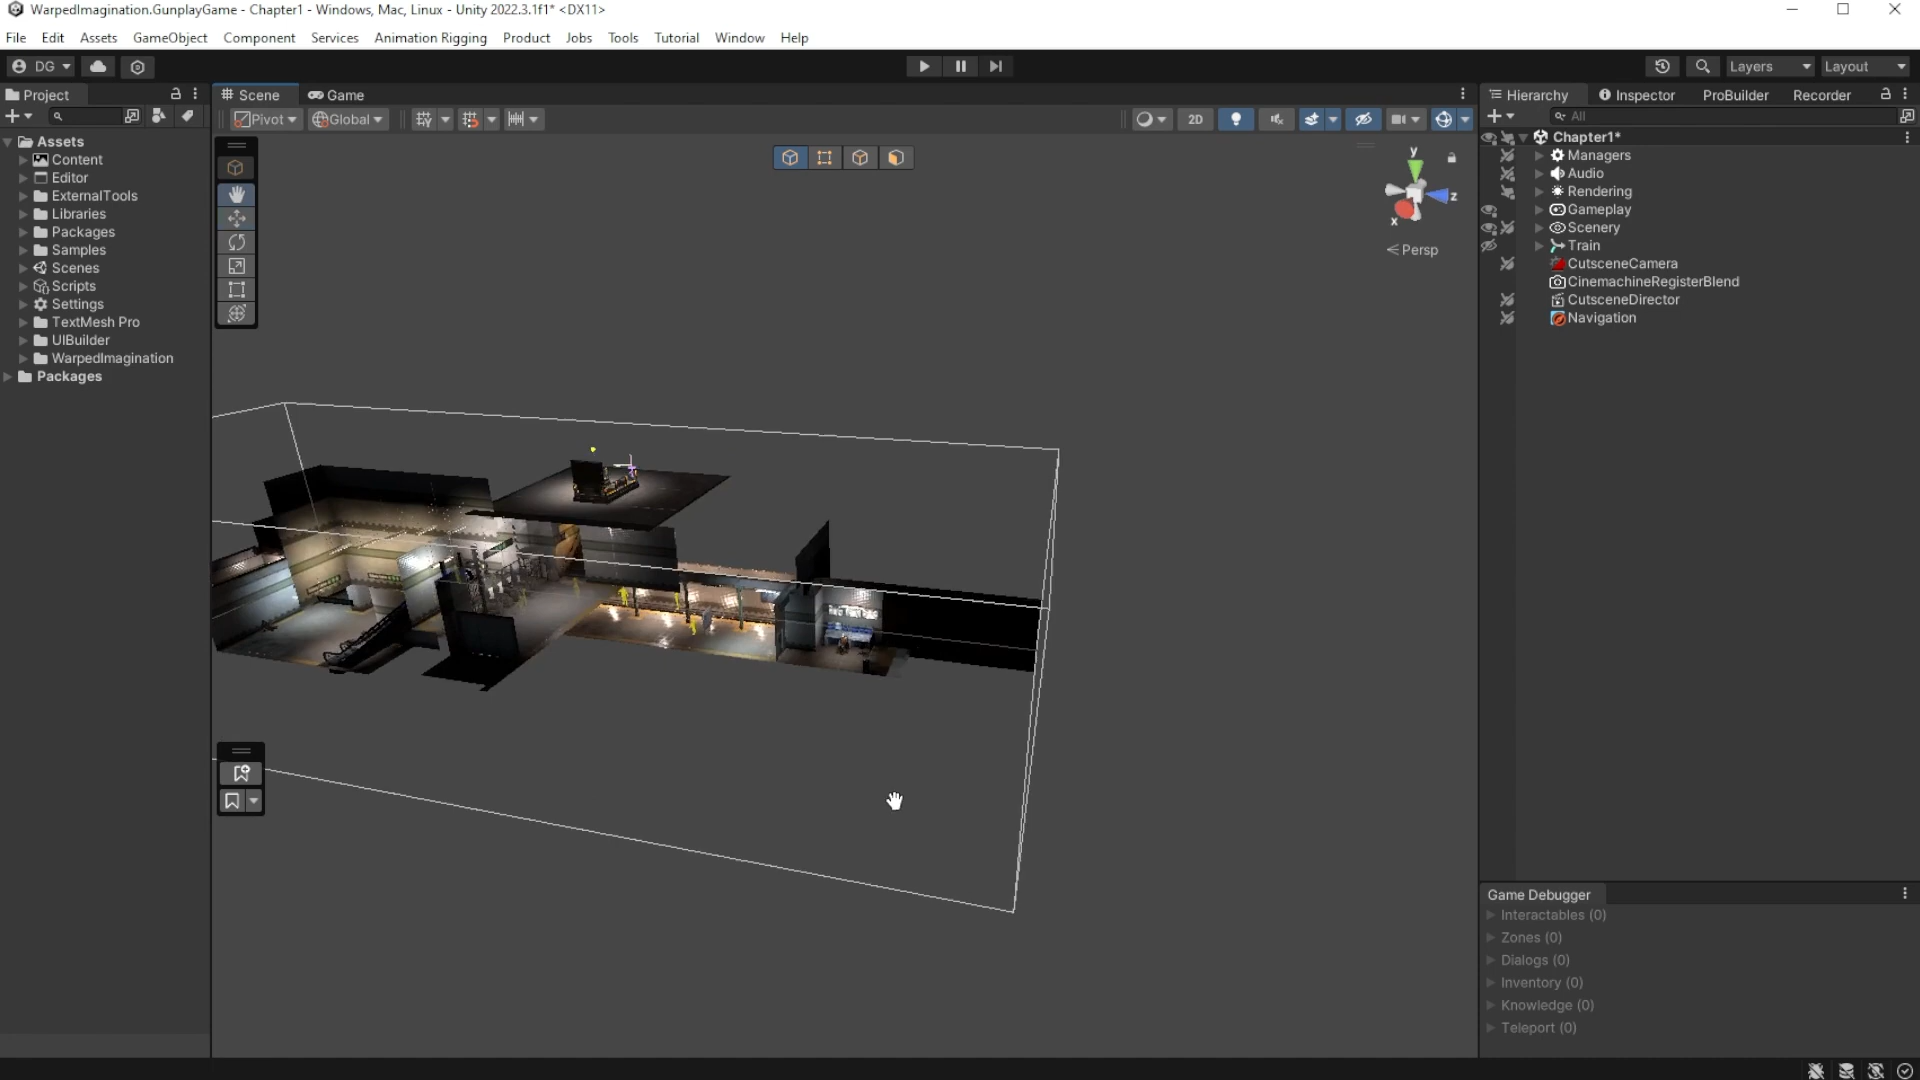 WarpedImagination.GunplayGame - Chapter1 - Windows, Mac, Linux - Unity 2022.3.1f1* <DX11>
File Edit Assets GameObject Component Services Animation Rigging Product Jobs Tools Tutorial Window Help
DG Layers Layout
Project
Assets
Content
Editor
ExternalTools
Libraries
Packages
Samples
Scenes
Scripts
Settings
TextMesh Pro
UIBuilder
WarpedImagination
Packages
Scene Game
Pivot Global 2D
y
z
x
Persp
Hierarchy Inspector ProBuilder Recorder
All
Chapter1*
Managers
Audio
Rendering
Gameplay
Scenery
Train
CutsceneCamera
CinemachineRegisterBlend
CutsceneDirector
Navigation
Game Debugger
Interactables (0)
Zones (0)
Dialogs (0)
Inventory (0)
Knowledge (0)
Teleport (0)